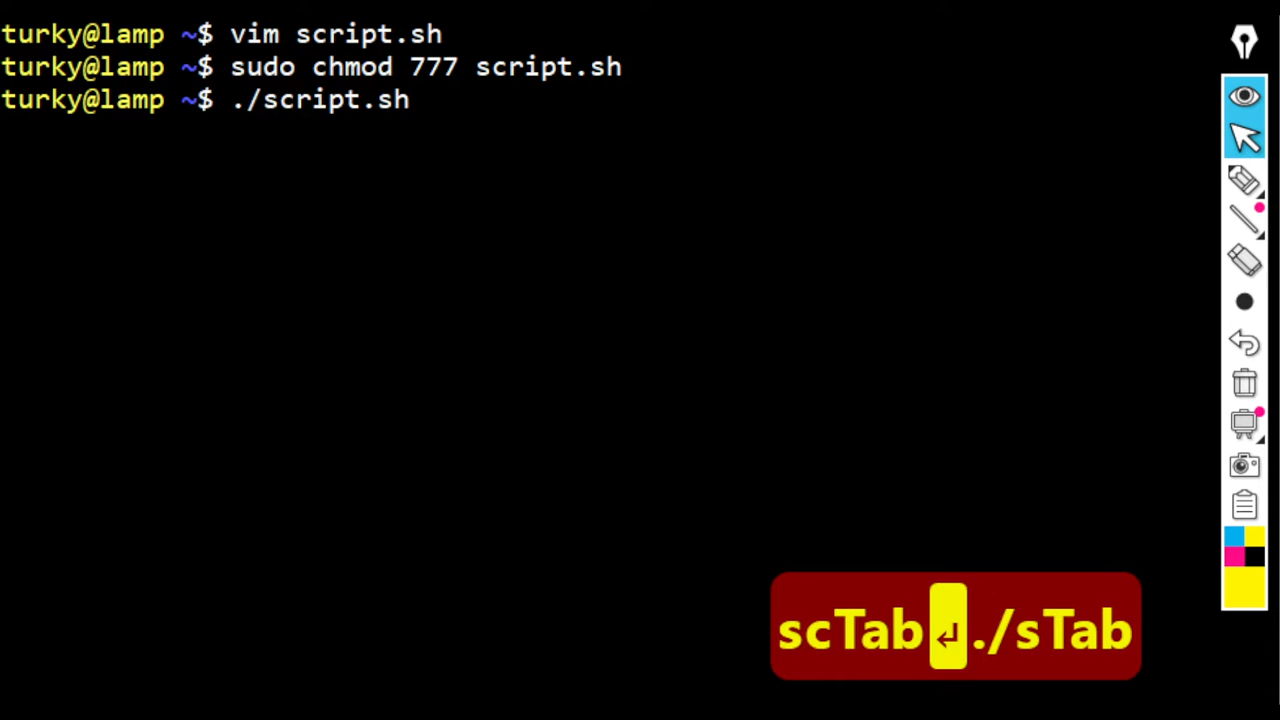 turky@lamp ~$ vim script.sh
turky@lamp ~$ sudo chmod 777 script.sh
turky@lamp ~$ ./script.sh
scTab↵./sTab